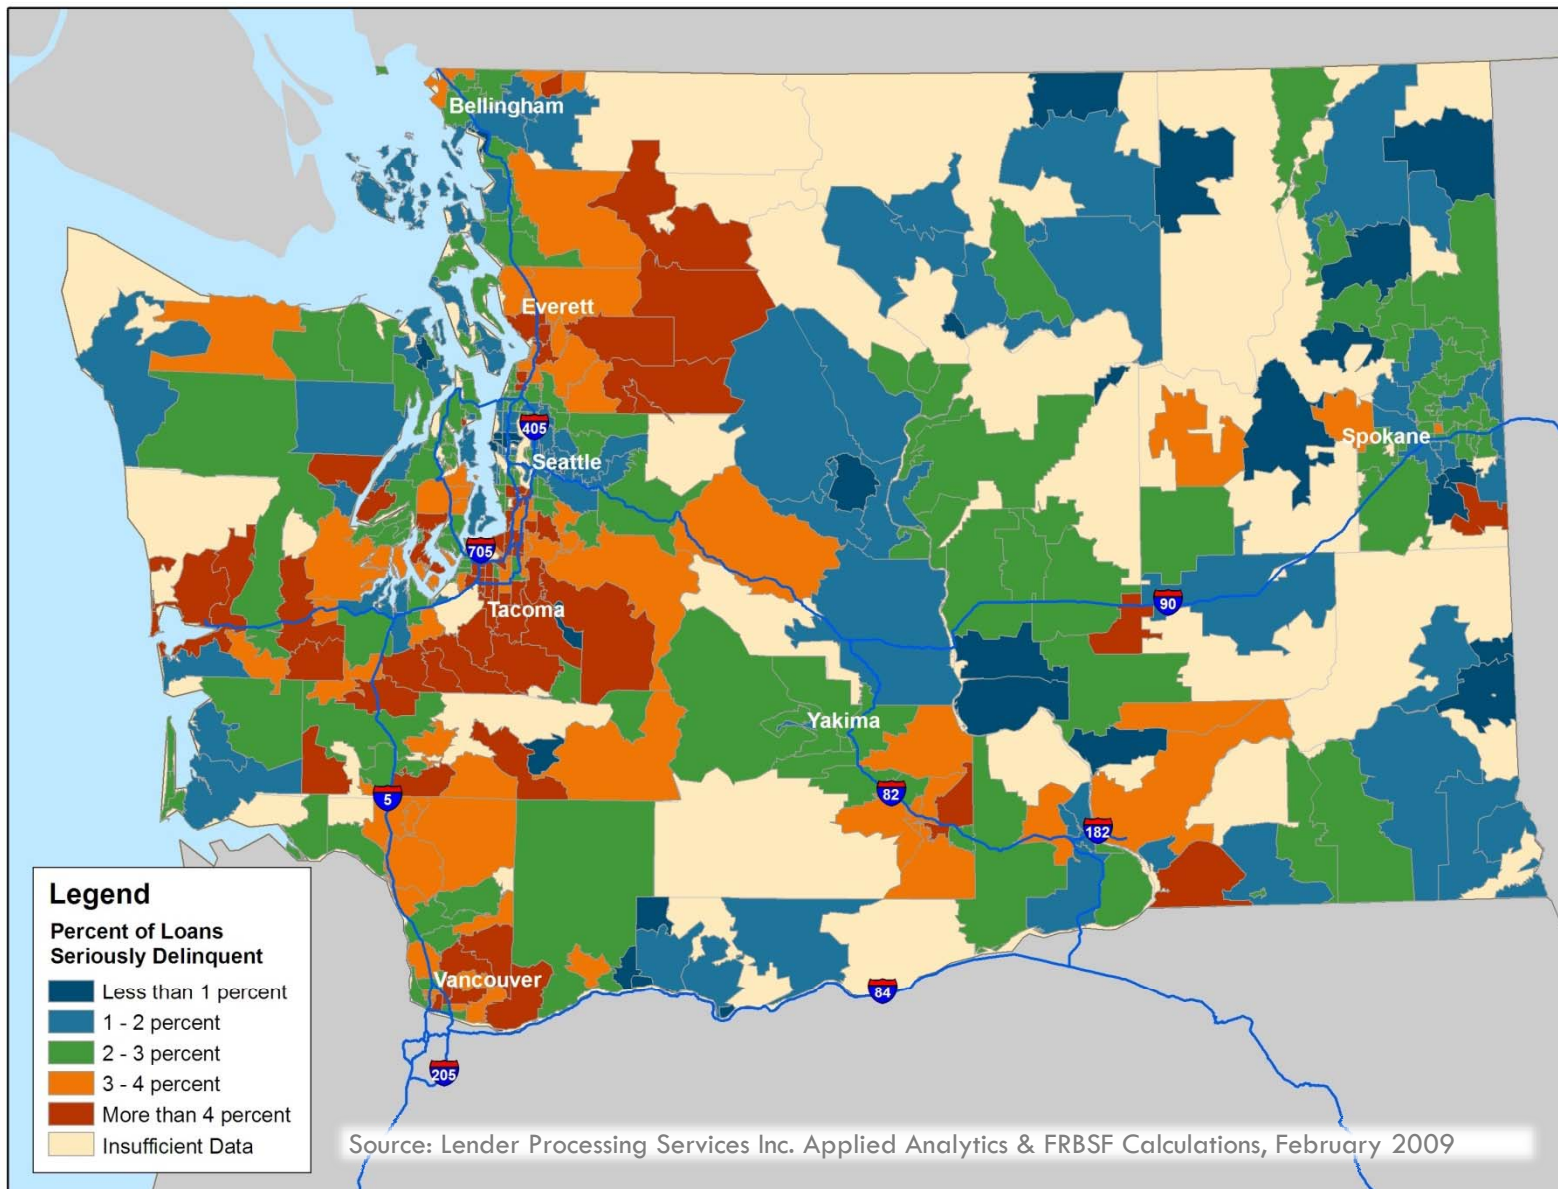 Bellingham
Everett
405
Seattle
Spokane
705
Tacoma
90
Yakima
5
82
182
Legend
Percent of Loans
Seriously Delinquent
Less than 1 percent
1 - 2 percent
2 - 3 percent
3 - 4 percent
More than 4 percent
Insufficient Data
Vancouver
84
205
Source: Lender Processing Services Inc. Applied Analytics & FRBSF Calculations, February 2009